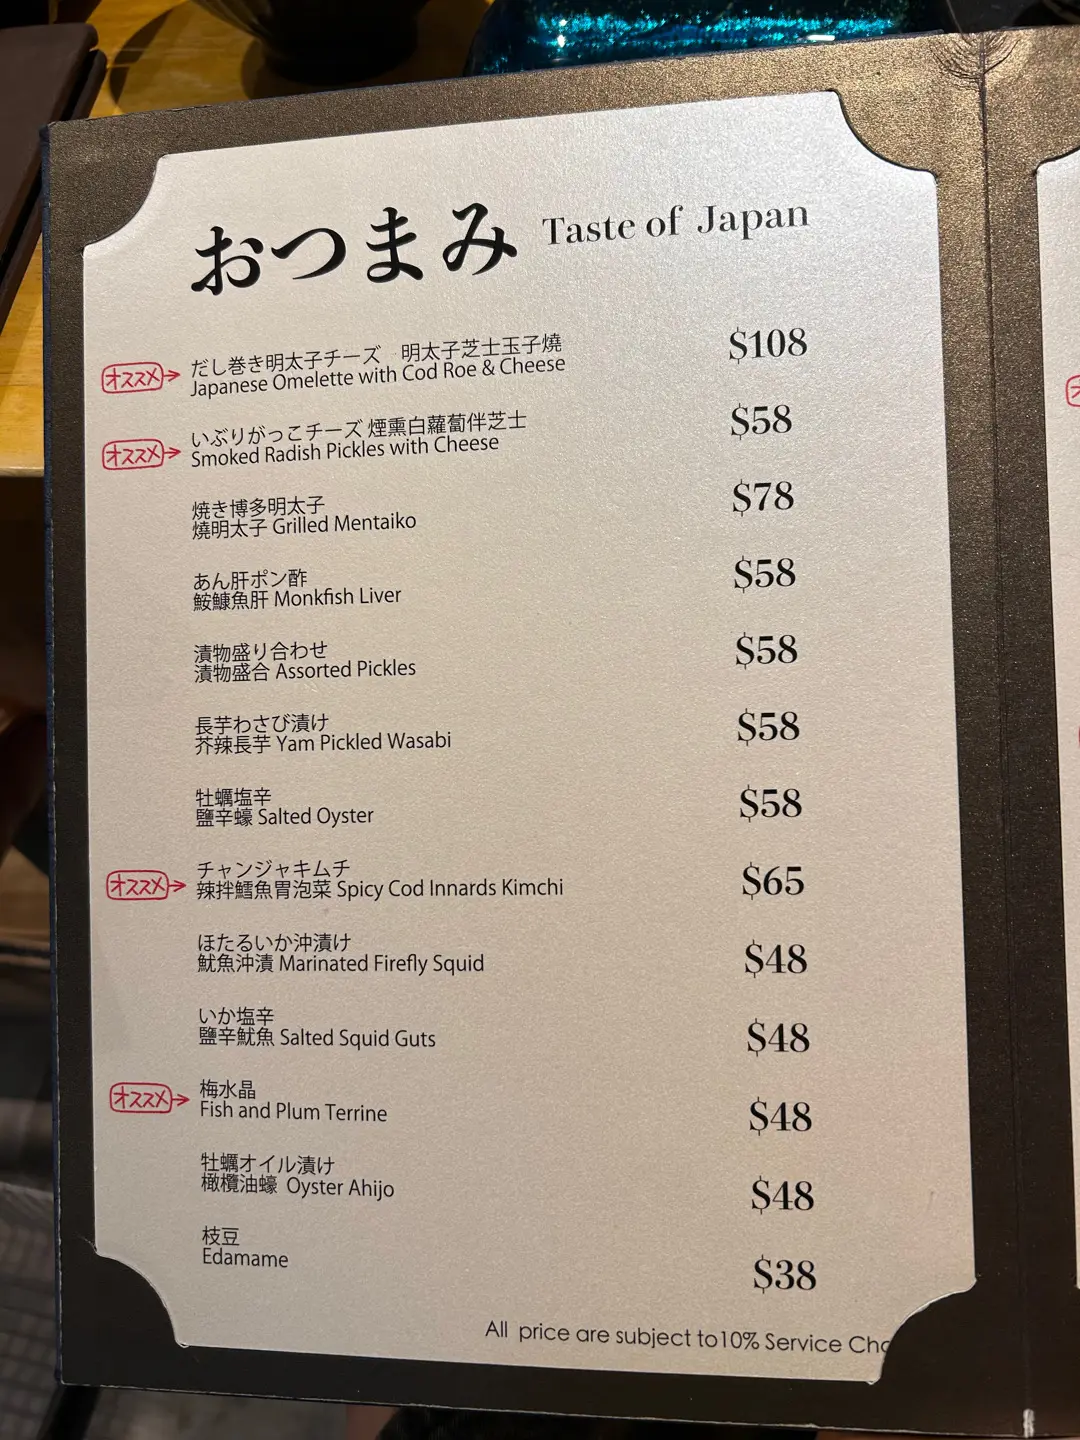 おつまみ Taste of Japan
だし巻き明太子チーズ 明太子芝士玉子燒 $108
オススメ→ Japanese Omelette with Cod Roe & Cheese
いぶりがっこチーズ 煙熏白蘿蔔伴芝士 $58
オススメ→ Smoked Radish Pickles with Cheese
焼き博多明太子 $78
燒明太子 Grilled Mentaiko
あん肝ポン酢 $58
鮟鱇魚肝 Monkfish Liver
漬物盛り合わせ $58
漬物盛合 Assorted Pickles
長芋わさび漬け $58
芥辣長芋 Yam Pickled Wasabi
牡蠣塩辛 $58
鹽辛蠔 Salted Oyster
チャンジャキムチ $65
オススメ→ 辣拌鱈魚胃泡菜 Spicy Cod Innards Kimchi
ほたるいか沖漬け $48
魷魚沖漬 Marinated Firefly Squid
いか塩辛 $48
鹽辛魷魚 Salted Squid Guts
オススメ→ 梅水晶 $48
Fish and Plum Terrine
牡蠣オイル漬け $48
橄欖油蠔 Oyster Ahijo
枝豆 $38
Edamame
All price are subject to10% Service Cha